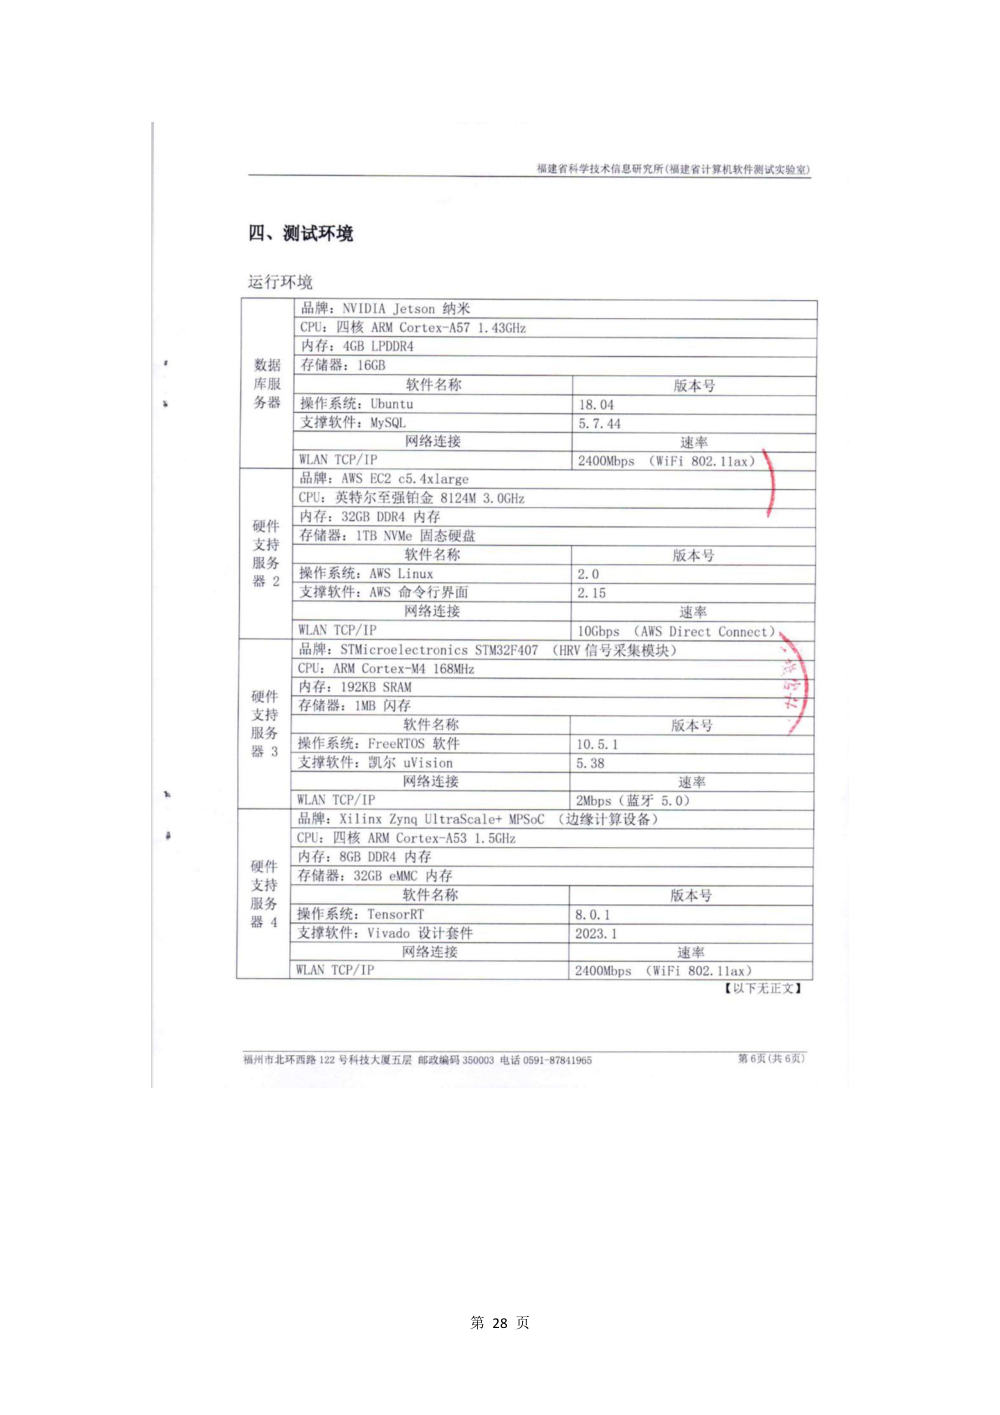 福建省科学技术信息研究所(福建省计算机软件测试实验室)
四、测试环境
运行环境
数据库服务器
品牌：NVIDIA Jetson 纳米
CPU：四核 ARM Cortex-A57 1.43GHz
内存：4GB LPDDR4
存储器：16GB
软件名称 版本号
操作系统：Ubuntu 18.04
支撑软件：MySQL 5.7.44
网络连接 速率
WLAN TCP/IP 2400Mbps （WiFi 802.11ax）
硬件支持服务器 2
品牌：AWS EC2 c5.4xlarge
CPU：英特尔至强铂金 8124M 3.0GHz
内存：32GB DDR4 内存
存储器：1TB NVMe 固态硬盘
软件名称 版本号
操作系统：AWS Linux 2.0
支撑软件：AWS 命令行界面 2.15
网络连接 速率
WLAN TCP/IP 10Gbps （AWS Direct Connect）
硬件支持服务器 3
品牌：STMicroelectronics STM32F407 （HRV 信号采集模块）
CPU：ARM Cortex-M4 168MHz
内存：192KB SRAM
存储器：1MB 闪存
软件名称 版本号
操作系统：FreeRTOS 软件 10.5.1
支撑软件：凯尔 uVision 5.38
网络连接 速率
WLAN TCP/IP 2Mbps（蓝牙 5.0）
硬件支持服务器 4
品牌：Xilinx Zynq UltraScale+ MPSoC （边缘计算设备）
CPU：四核 ARM Cortex-A53 1.5GHz
内存：8GB DDR4 内存
存储器：32GB eMMC 内存
软件名称 版本号
操作系统：TensorRT 8.0.1
支撑软件：Vivado 设计套件 2023.1
网络连接 速率
WLAN TCP/IP 2400Mbps （WiFi 802.11ax）
【以下无正文】
福州市北环西路 122 号科技大厦五层 邮政编码 350003 电话 0591-87841965 第 6页(共 6页)
第 28 页